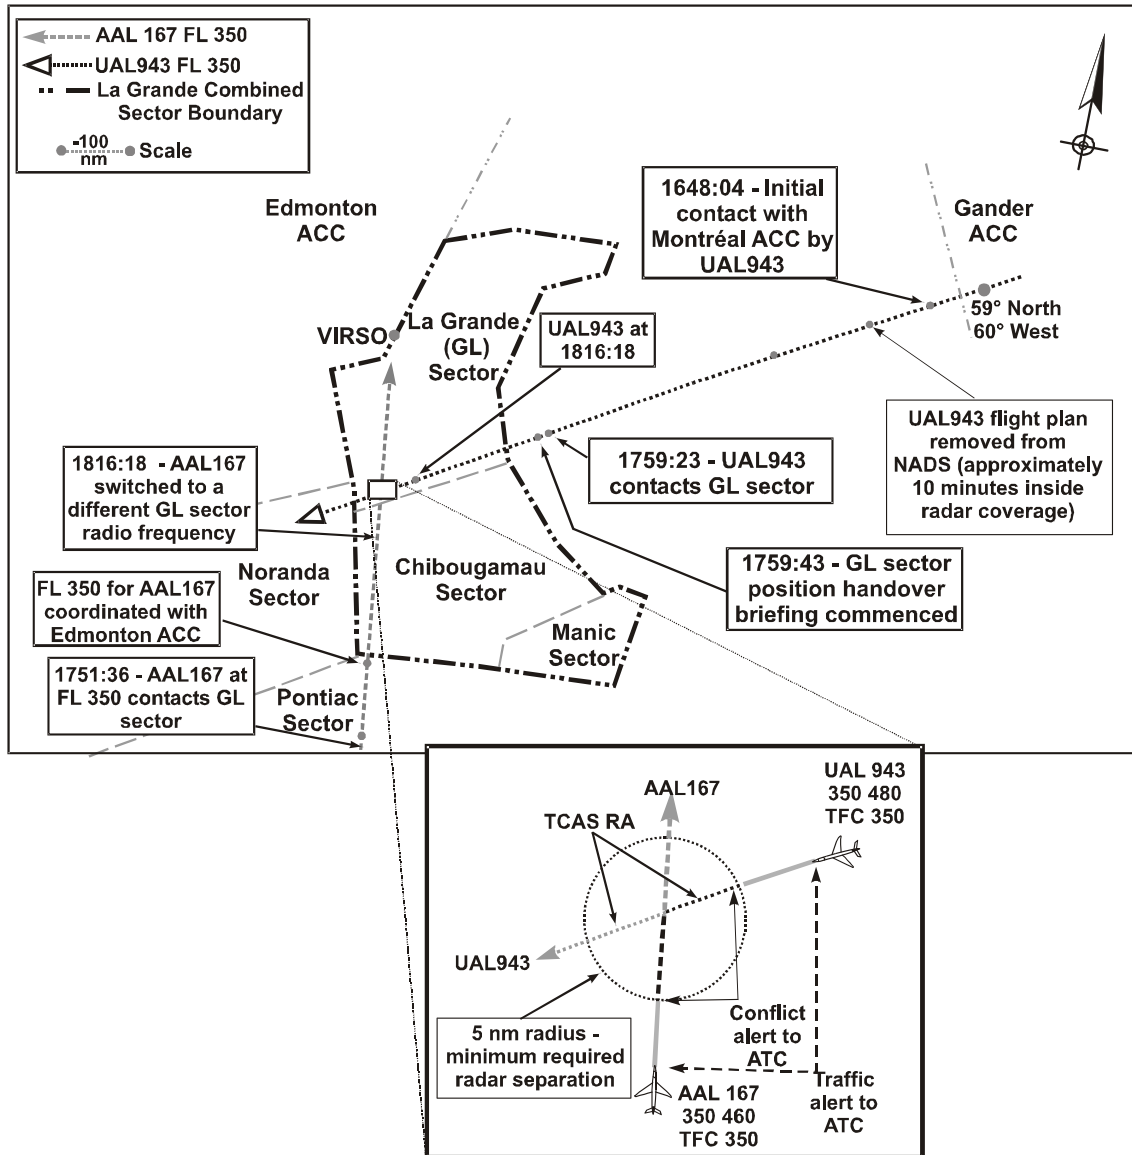 AAL 167 FL 350
UAL943 FL 350
La Grande Combined
Sector Boundary
-100
nm
Scale
Edmonton
ACC
1648:04 - Initial
contact with
Montréal ACC by
UAL943
Gander
ACC
59° North
60° West
VIRSO
La Grande
(GL)
Sector
UAL943 at
1816:18
UAL943 flight plan
removed from
NADS (approximately
10 minutes inside
radar coverage)
1816:18 - AAL167
switched to a
different GL sector
radio frequency
1759:23 - UAL943
contacts GL sector
1759:43 - GL sector
position handover
briefing commenced
Noranda
Sector
Chibougamau
Sector
FL 350 for AAL167
coordinated with
Edmonton ACC
Manic
Sector
1751:36 - AAL167 at
FL 350 contacts GL
sector
Pontiac
Sector
AAL167
UAL 943
350 480
TFC 350
TCAS RA
UAL943
5 nm radius -
minimum required
radar separation
Conflict
alert to
ATC
Traffic
alert to
ATC
AAL 167
350 460
TFC 350